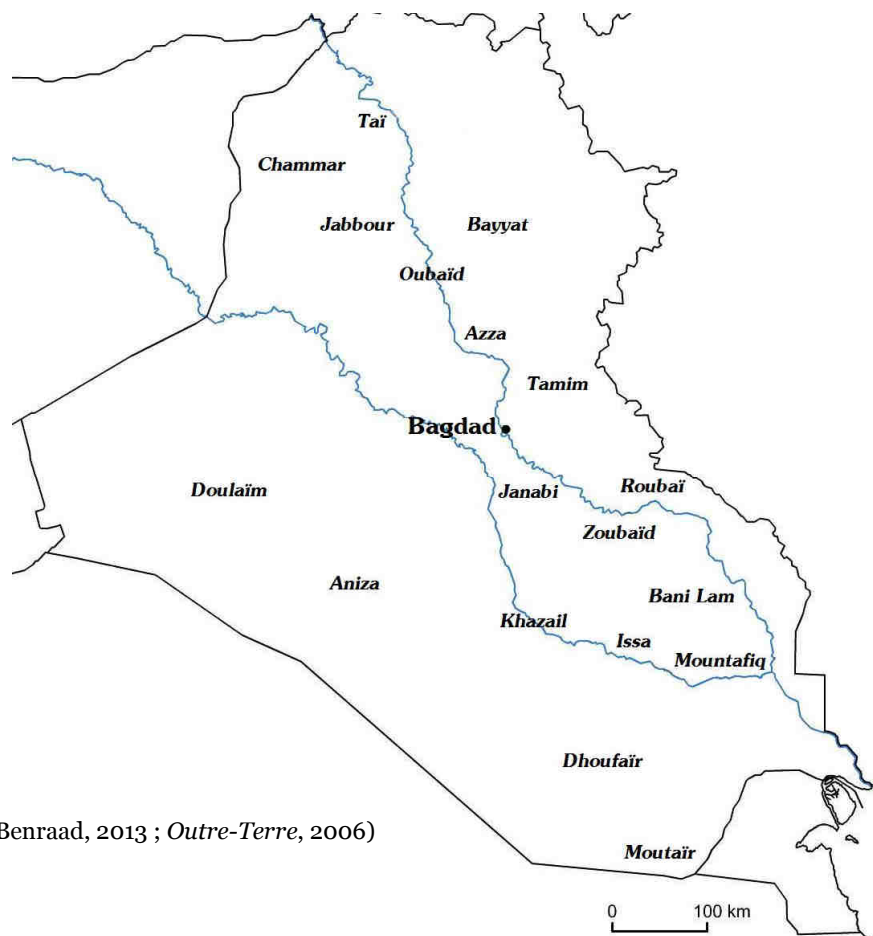 Taï
Chammar
Jabbour
Bayyat
Oubaïd
Azza
Tamim
Bagdad
Doulaïm
Janabi
Roubaï
Zoubaïd
Aniza
Bani Lam
Khazail
Issa
Mountafiq
Dhoufaïr
Benraad, 2013 ; Outre-Terre, 2006)
Moutaïr
0 100 km